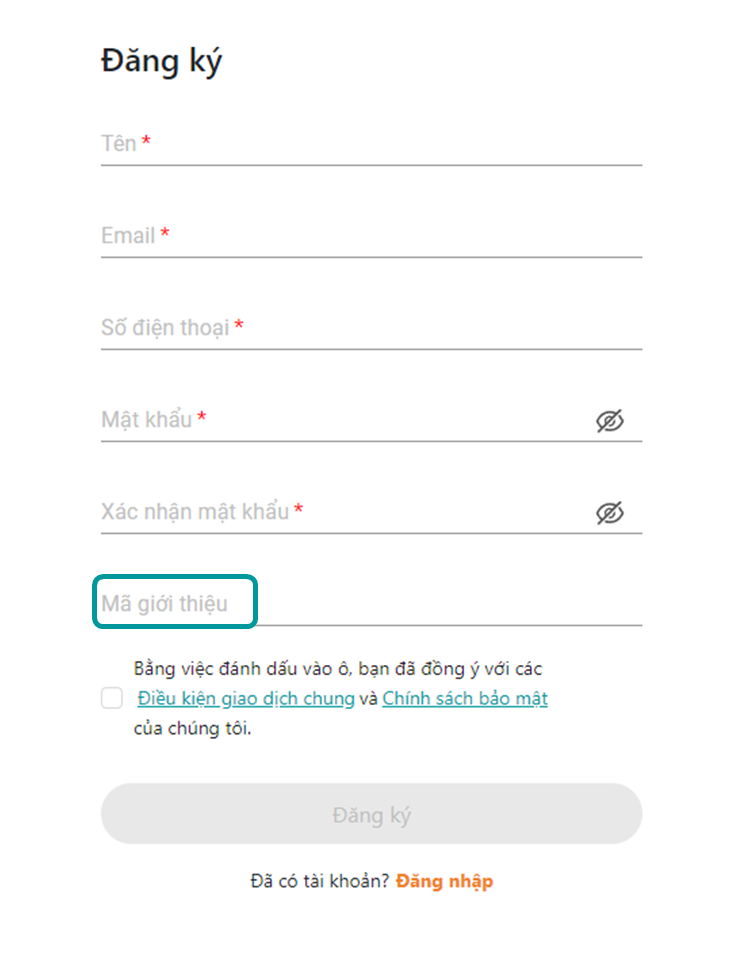 Đăng ký
Tên *
Email *
Số điện thoại *
Mật khẩu *
Xác nhận mật khẩu *
Mã giới thiệu
Bằng việc đánh dấu vào ô, bạn đã đồng ý với các
Điều kiện giao dịch chung và Chính sách bảo mật
của chúng tôi.
Đăng ký
Đã có tài khoản? Đăng nhập